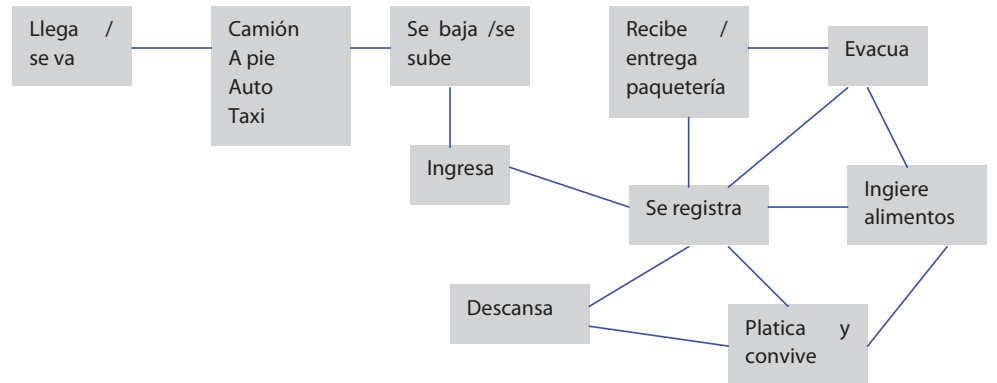 Llega /
se va
Camión
A pie
Auto
Taxi
Se baja /se
sube
Recibe /
entrega
paquetería
Evacua
Ingresa
Se registra
Ingiere
alimentos
Descansa
Platica y
convive